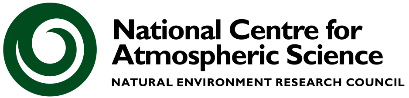 National Centre for
Atmospheric Science
NATURAL ENVIRONMENT RESEARCH COUNCIL